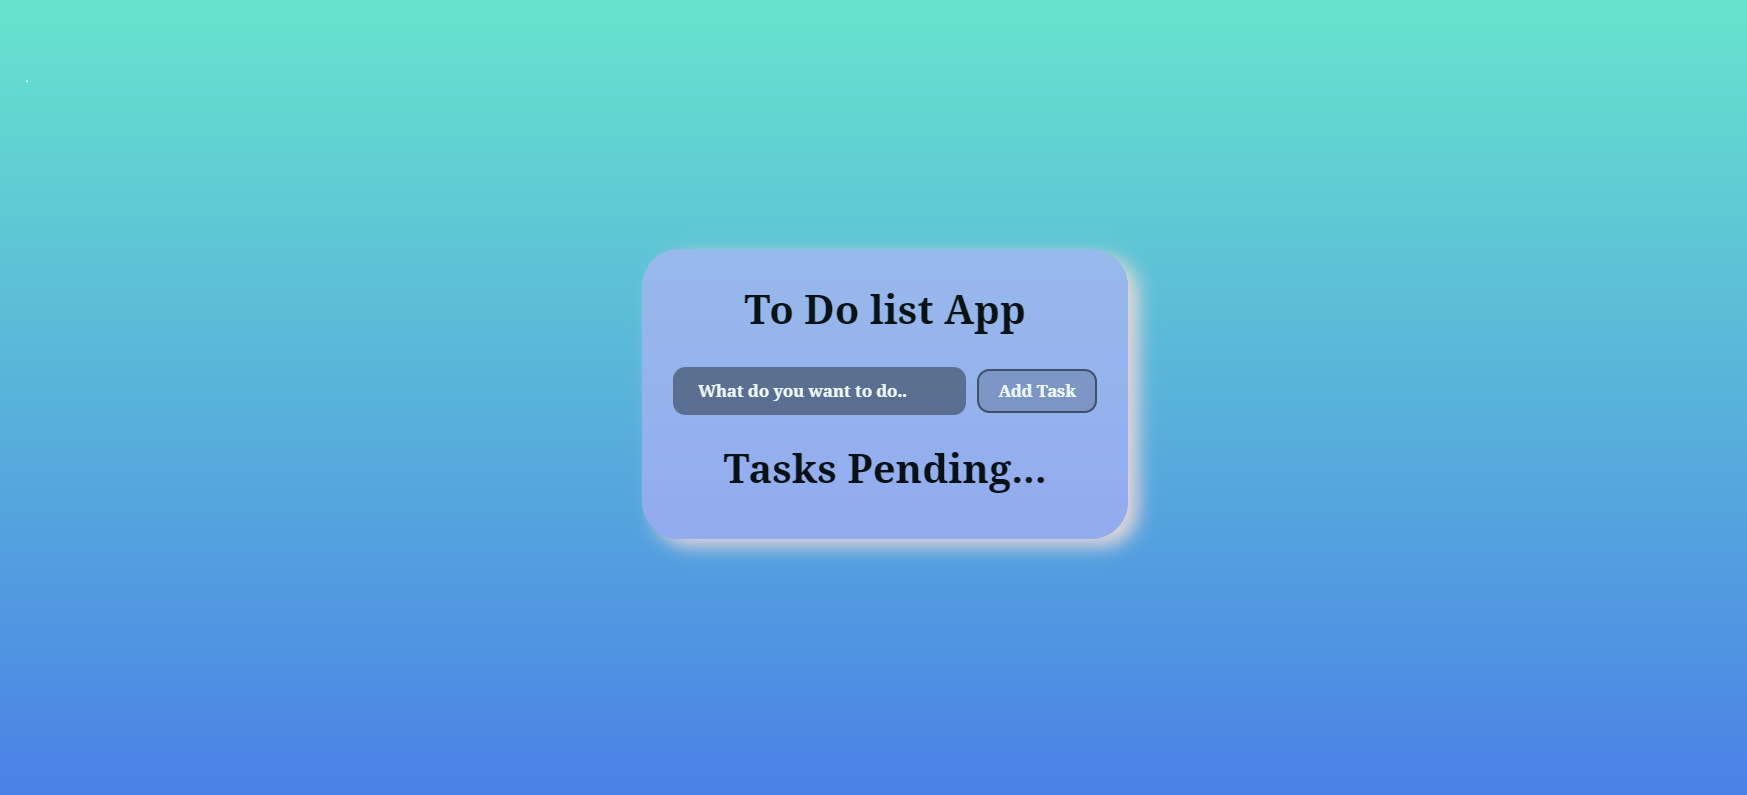 To Do list App
What do you want to do..
Add Task
Tasks Pending...